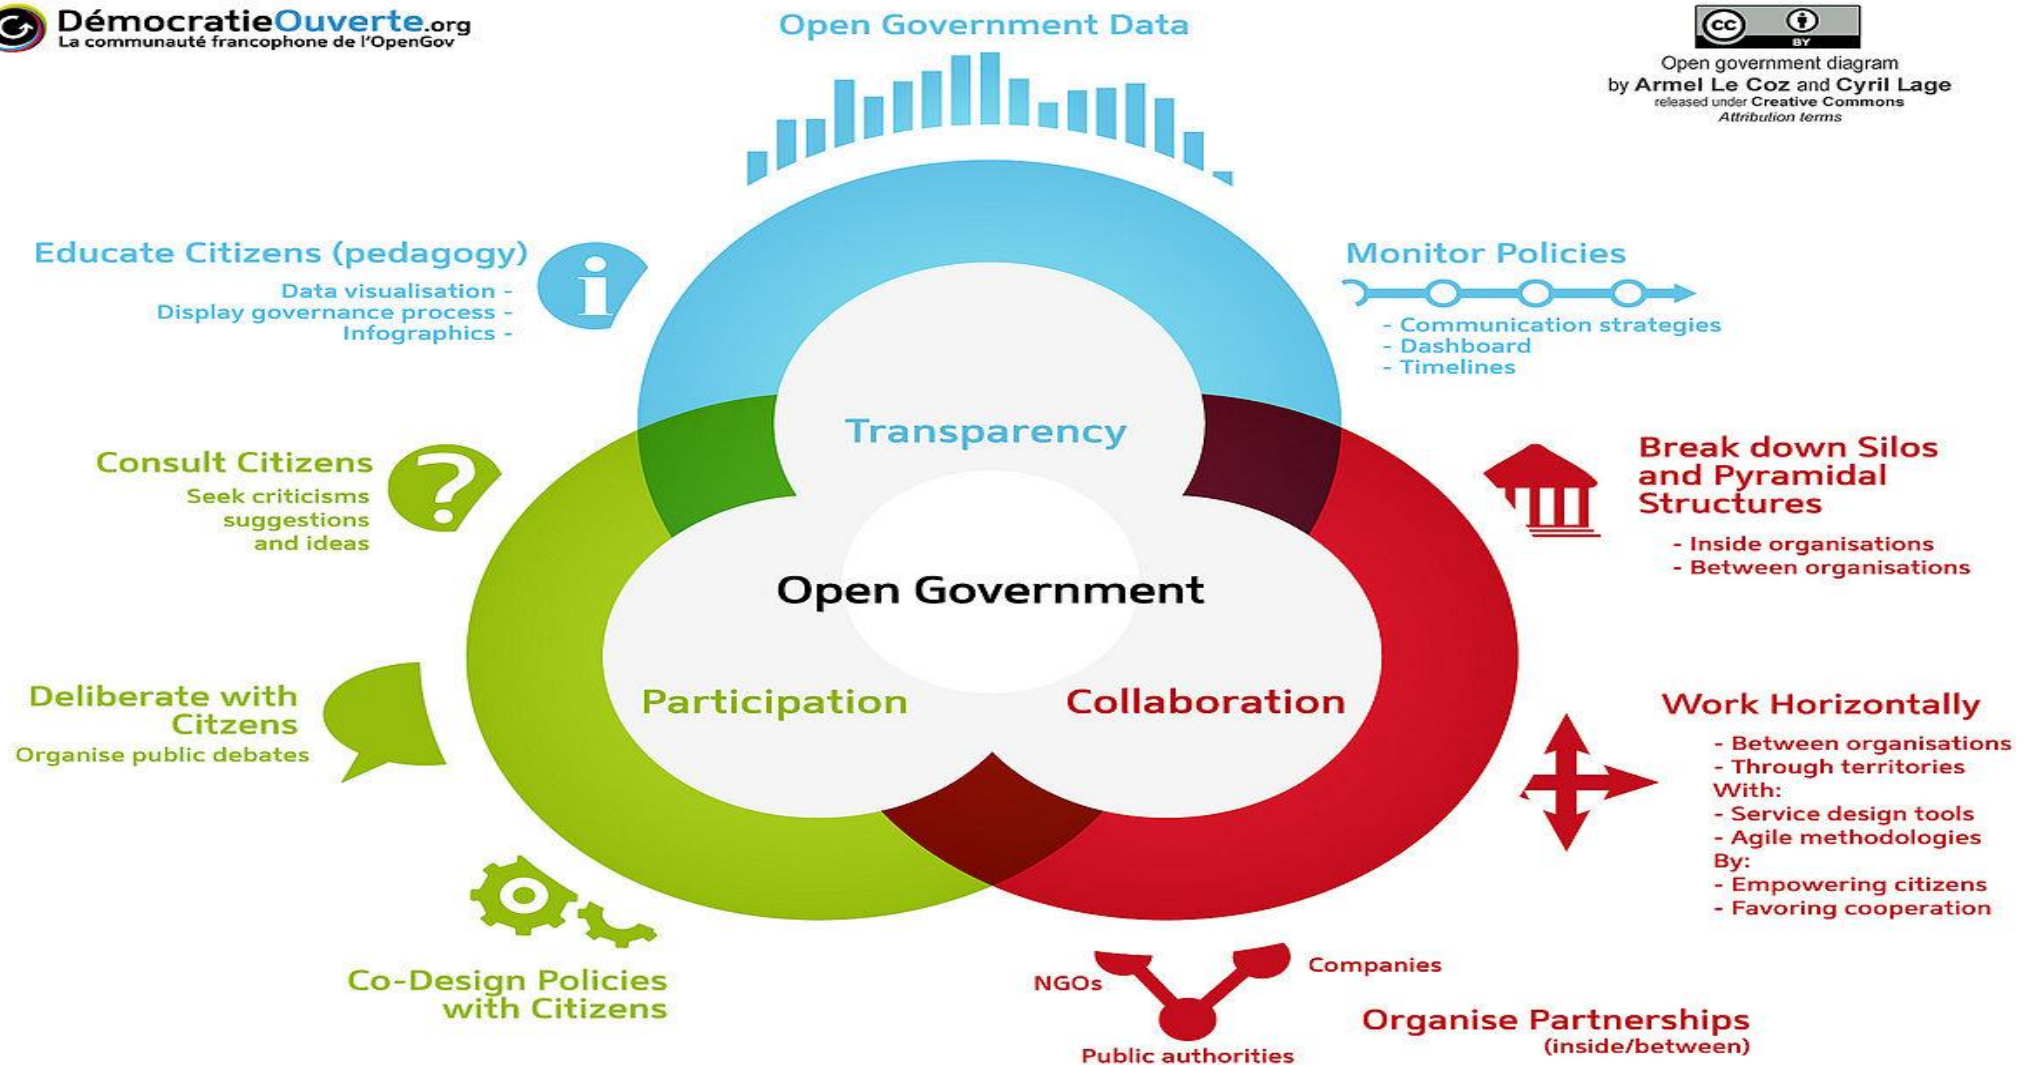 DémocratieOuverte.org
La communauté francophone de l'OpenGov
Open Government Data
cc
BY
Open government diagram
by Armel Le Coz and Cyril Lage
released under Creative Commons
Attribution terms
Educate Citizens (pedagogy)
Data visualisation -
Display governance process -
Infographics -
i
Monitor Policies
- Communication strategies
- Dashboard
- Timelines
Transparency
Consult Citizens
Seek criticisms
suggestions
and ideas
?
Break down Silos
and Pyramidal
Structures
- Inside organisations
- Between organisations
Open Government
Participation
Collaboration
Deliberate with
Citzens
Organise public debates
Work Horizontally
- Between organisations
- Through territories
With:
- Service design tools
- Agile methodologies
By:
- Empowering citizens
- Favoring cooperation
Co-Design Policies
with Citizens
NGOs
Companies
Public authorities
Organise Partnerships
(inside/between)